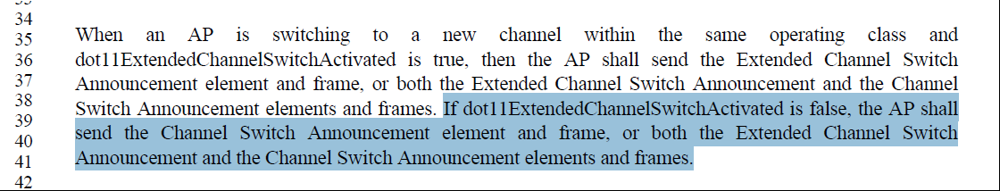 34
35 When an AP is switching to a new channel within the same operating class and
36 dot11ExtendedChannelSwitchActivated is true, then the AP shall send the Extended Channel Switch
37 Announcement element and frame, or both the Extended Channel Switch Announcement and the Channel
38 Switch Announcement elements and frames. If dot11ExtendedChannelSwitchActivated is false, the AP shall
39
40 send the Channel Switch Announcement element and frame, or both the Extended Channel Switch
41 Announcement and the Channel Switch Announcement elements and frames.
42